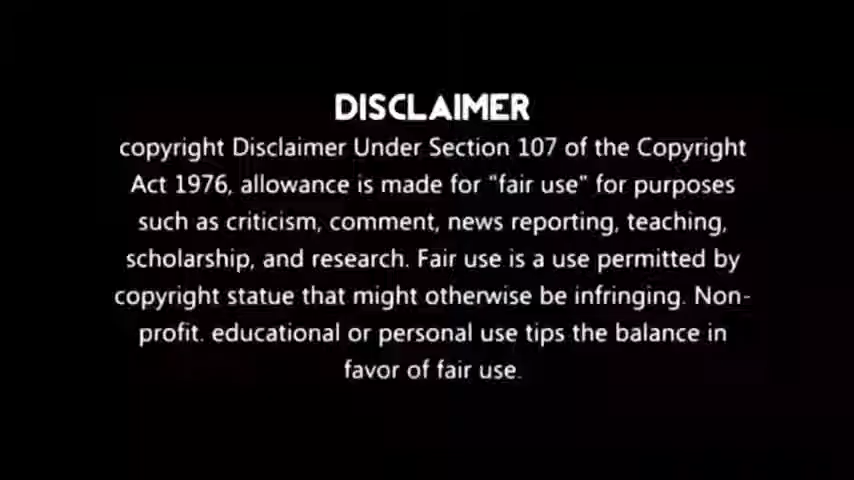 DISCLAIMER
copyright Disclaimer Under Section 107 of the Copyright
Act 1976, allowance is made for "fair use" for purposes
such as criticism, comment, news reporting, teaching,
scholarship, and research. Fair use is a use permitted by
copyright statue that might otherwise be infringing. Non-
profit. educational or personal use tips the balance in
favor of fair use.